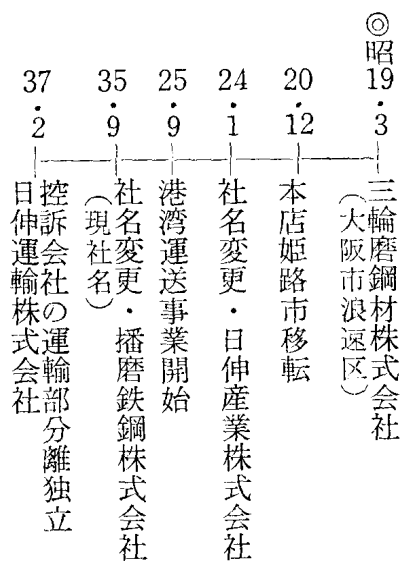 ◎昭19・3 三輪磨鋼材株式会社
(大阪市浪速区)
20・12 本店姫路市移転
24・1 社名変更・日伸産業株式会社
25・9 港湾運送事業開始
35・9 社名変更・播磨鉄鋼株式会社
(現社名)
37・2 控訴会社の運輸部分離独立
日伸運輸株式会社